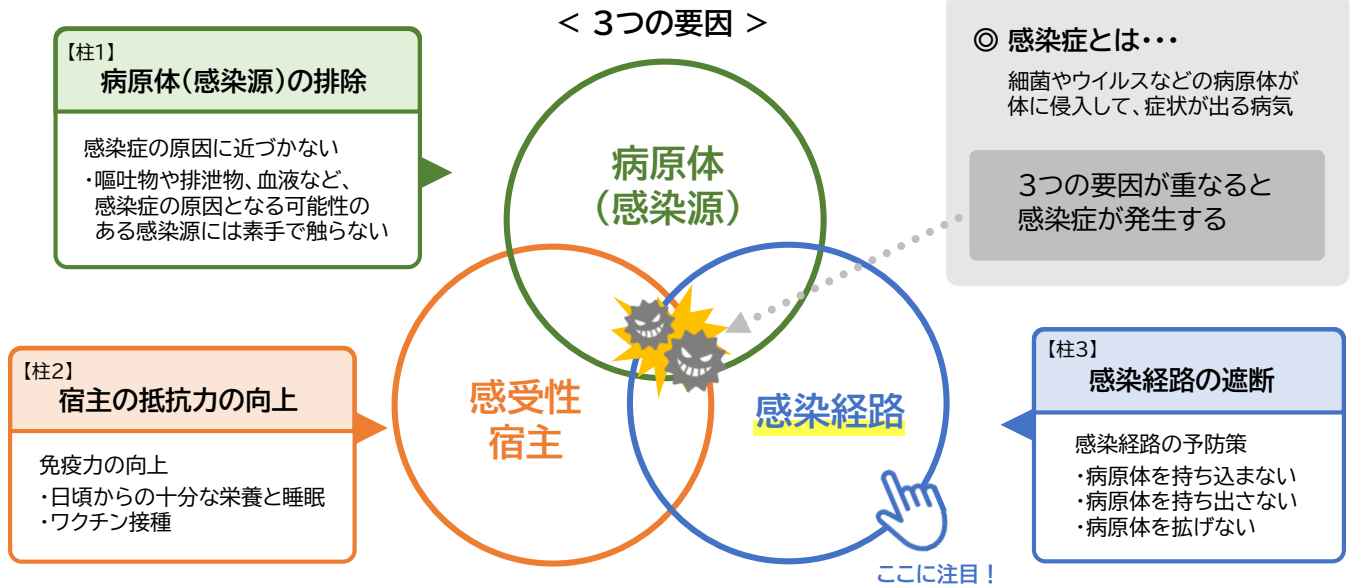 < 3つの要因 >
【柱1】
病原体(感染源)の排除
感染症の原因に近づかない
・嘔吐物や排泄物、血液など、
感染症の原因となる可能性の
ある感染源には素手で触らない
◎ 感染症とは・・・
細菌やウイルスなどの病原体が
体に侵入して、症状が出る病気
3つの要因が重なると
感染症が発生する
病原体
(感染源)
感受性
宿主
感染経路
【柱2】
宿主の抵抗力の向上
免疫力の向上
・日頃からの十分な栄養と睡眠
・ワクチン接種
【柱3】
感染経路の遮断
感染経路の予防策
・病原体を持ち込まない
・病原体を持ち出さない
・病原体を拡げない
ここに注目!